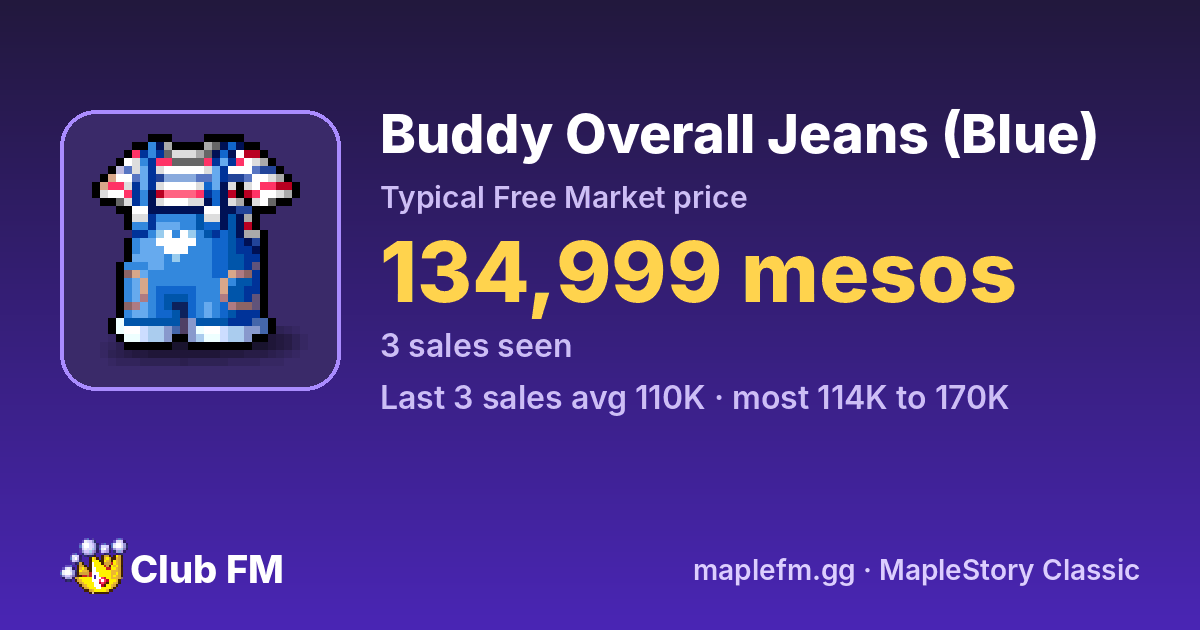 Buddy Overall Jeans (Blue)
Typical Free Market price
134,999 mesos
3 sales seen
Last 3 sales avg 110K · most 114K to 170K
Club FM
maplefm.gg · MapleStory Classic